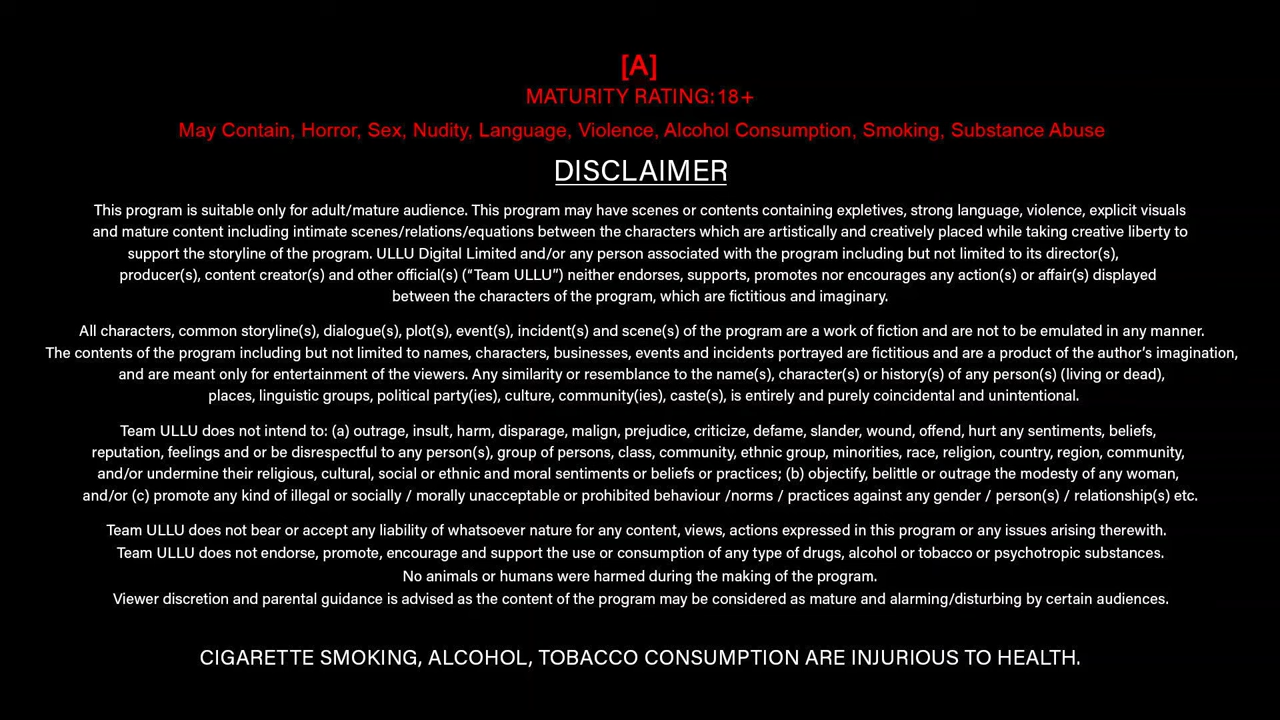 [A]
MATURITY RATING:18+
May Contain, Horror, Sex, Nudity, Language, Violence, Alcohol Consumption, Smoking, Substance Abuse
DISCLAIMER
This program is suitable only for adult/mature audience. This program may have scenes or contents containing expletives, strong language, violence, explicit visuals
and mature content including intimate scenes/relations/equations between the characters which are artistically and creatively placed while taking creative liberty to
support the storyline of the program. ULLU Digital Limited and/or any person associated with the program including but not limited to its director(s),
producer(s), content creator(s) and other official(s) (“Team ULLU”) neither endorses, supports, promotes nor encourages any action(s) or affair(s) displayed
between the characters of the program, which are fictitious and imaginary.
All characters, common storyline(s), dialogue(s), plot(s), event(s), incident(s) and scene(s) of the program are a work of fiction and are not to be emulated in any manner.
The contents of the program including but not limited to names, characters, businesses, events and incidents portrayed are fictitious and are a product of the author’s imagination,
and are meant only for entertainment of the viewers. Any similarity or resemblance to the name(s), character(s) or history(s) of any person(s) (living or dead),
places, linguistic groups, political party(ies), culture, community(ies), caste(s), is entirely and purely coincidental and unintentional.
Team ULLU does not intend to: (a) outrage, insult, harm, disparage, malign, prejudice, criticize, defame, slander, wound, offend, hurt any sentiments, beliefs,
reputation, feelings and or be disrespectful to any person(s), group of persons, class, community, ethnic group, minorities, race, religion, country, region, community,
and/or undermine their religious, cultural, social or ethnic and moral sentiments or beliefs or practices; (b) objectify, belittle or outrage the modesty of any woman,
and/or (c) promote any kind of illegal or socially / morally unacceptable or prohibited behaviour /norms / practices against any gender / person(s) / relationship(s) etc.
Team ULLU does not bear or accept any liability of whatsoever nature for any content, views, actions expressed in this program or any issues arising therewith.
Team ULLU does not endorse, promote, encourage and support the use or consumption of any type of drugs, alcohol or tobacco or psychotropic substances.
No animals or humans were harmed during the making of the program.
Viewer discretion and parental guidance is advised as the content of the program may be considered as mature and alarming/disturbing by certain audiences.
CIGARETTE SMOKING, ALCOHOL, TOBACCO CONSUMPTION ARE INJURIOUS TO HEALTH.